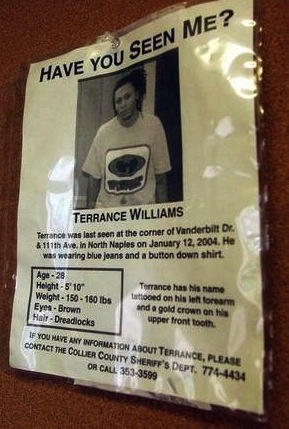 HAVE YOU SEEN ME?
TERRANCE WILLIAMS
Terrance was last seen at the corner of Vanderbilt Dr.
& 111th Ave. in North Naples on January 12, 2004. He
was wearing blue jeans and a button down shirt.
Age - 28
Height - 5' 10"
Weight - 150 - 160 lbs
Eyes - Brown
Hair - Dreadlocks
Terrance has his name
tattooed on his left forearm
and a gold crown on his
upper front tooth.
IF YOU HAVE ANY INFORMATION ABOUT TERRANCE, PLEASE
CONTACT THE COLLIER COUNTY SHERIFF'S DEPT. 774-4434
OR CALL 353-3599